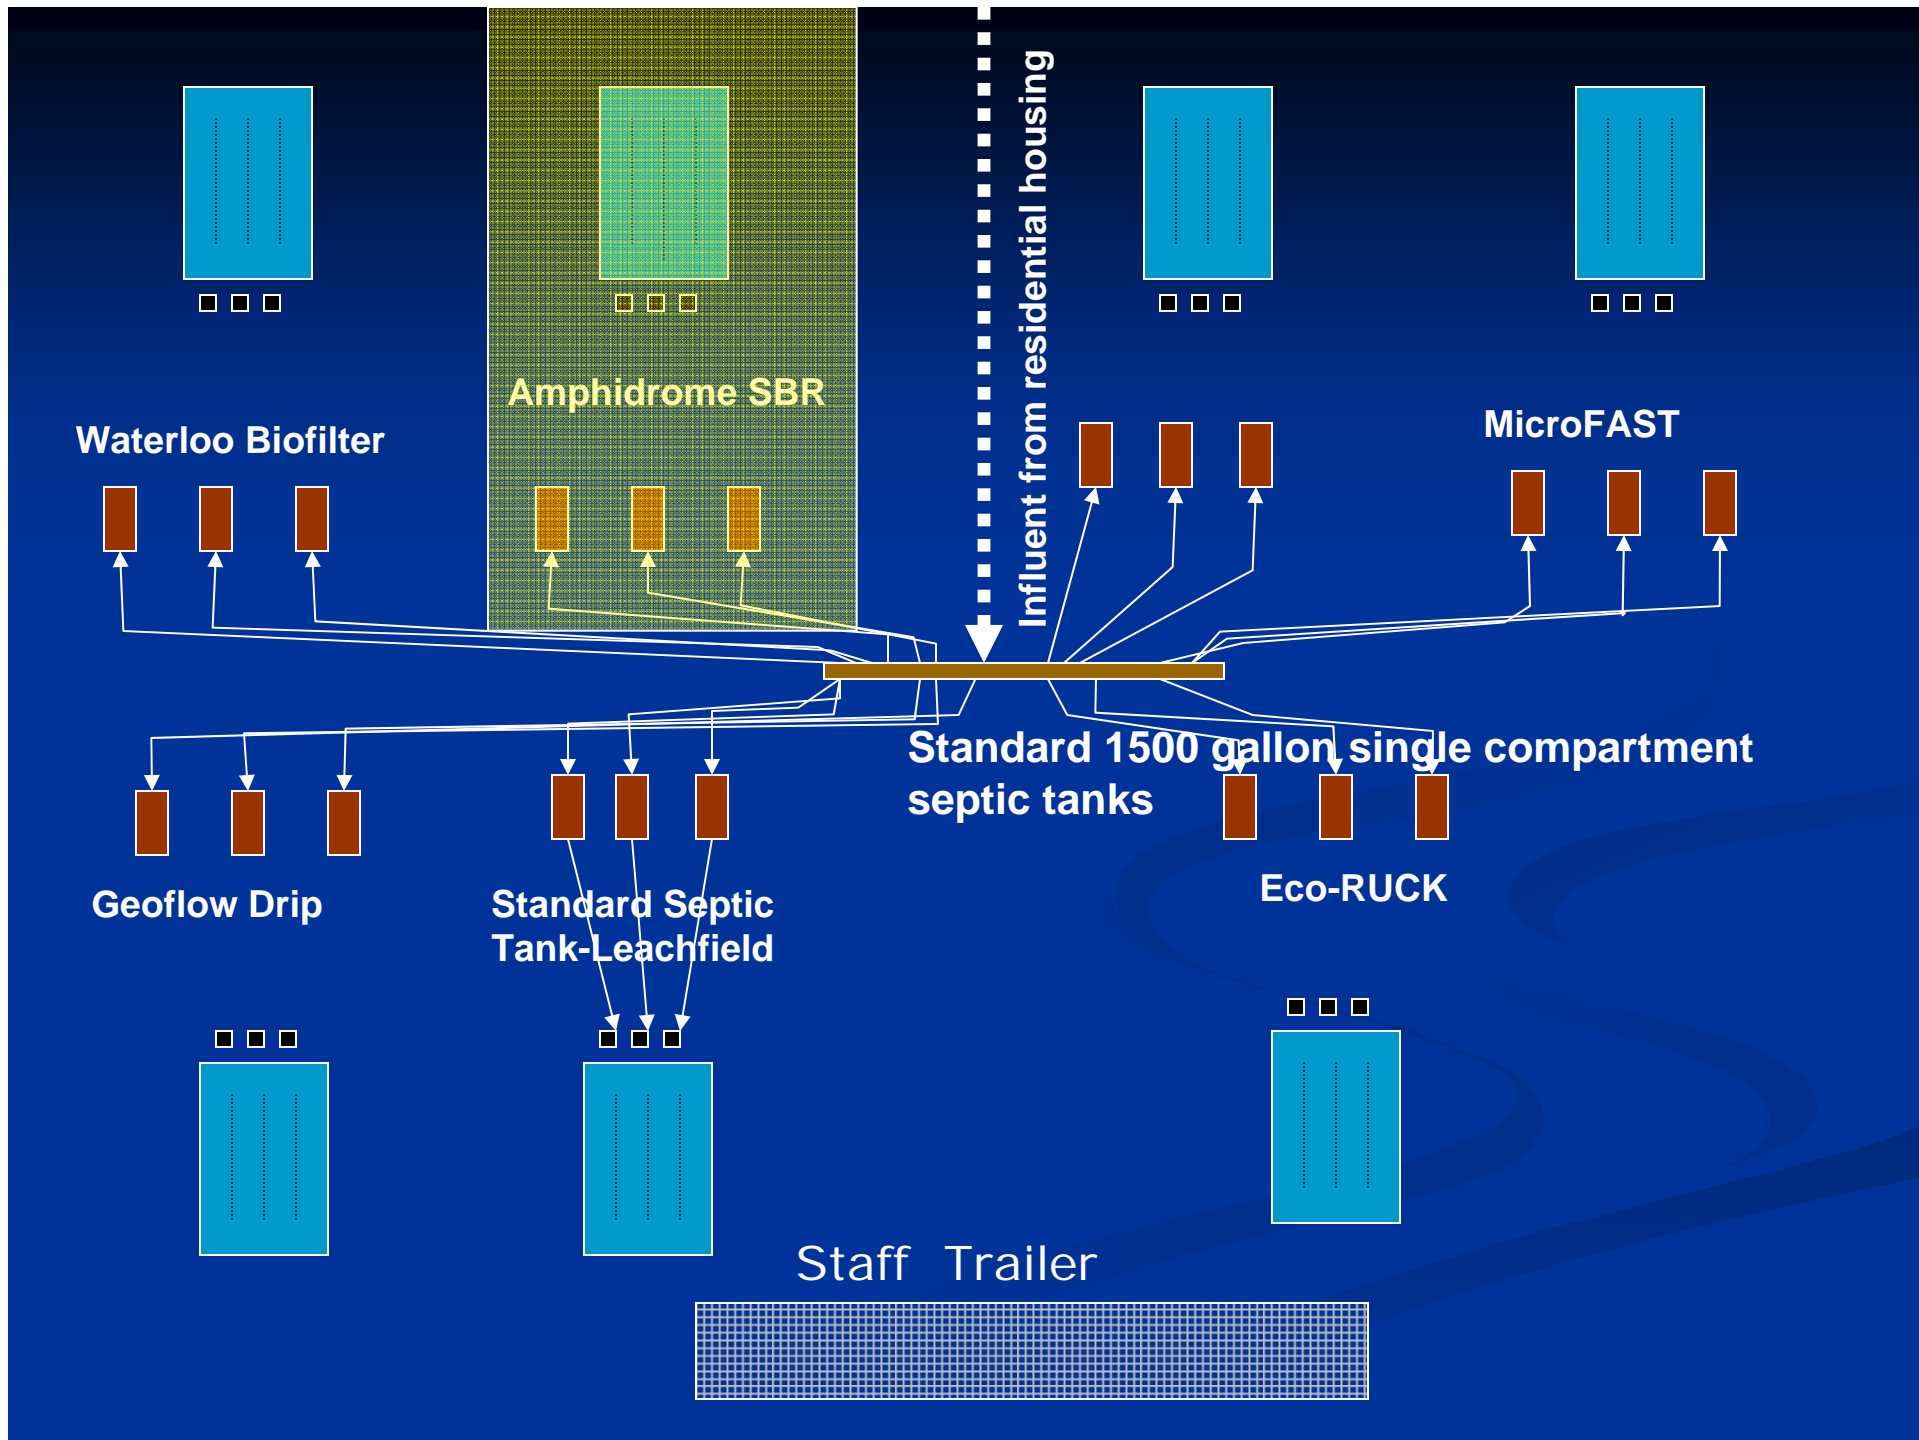 Influent from residential housing
Amphidrome SBR
Waterloo Biofilter
MicroFAST
Standard 1500 gallon single compartment
septic tanks
Geoflow Drip
Standard Septic
Tank-Leachfield
Eco-RUCK
Staff Trailer